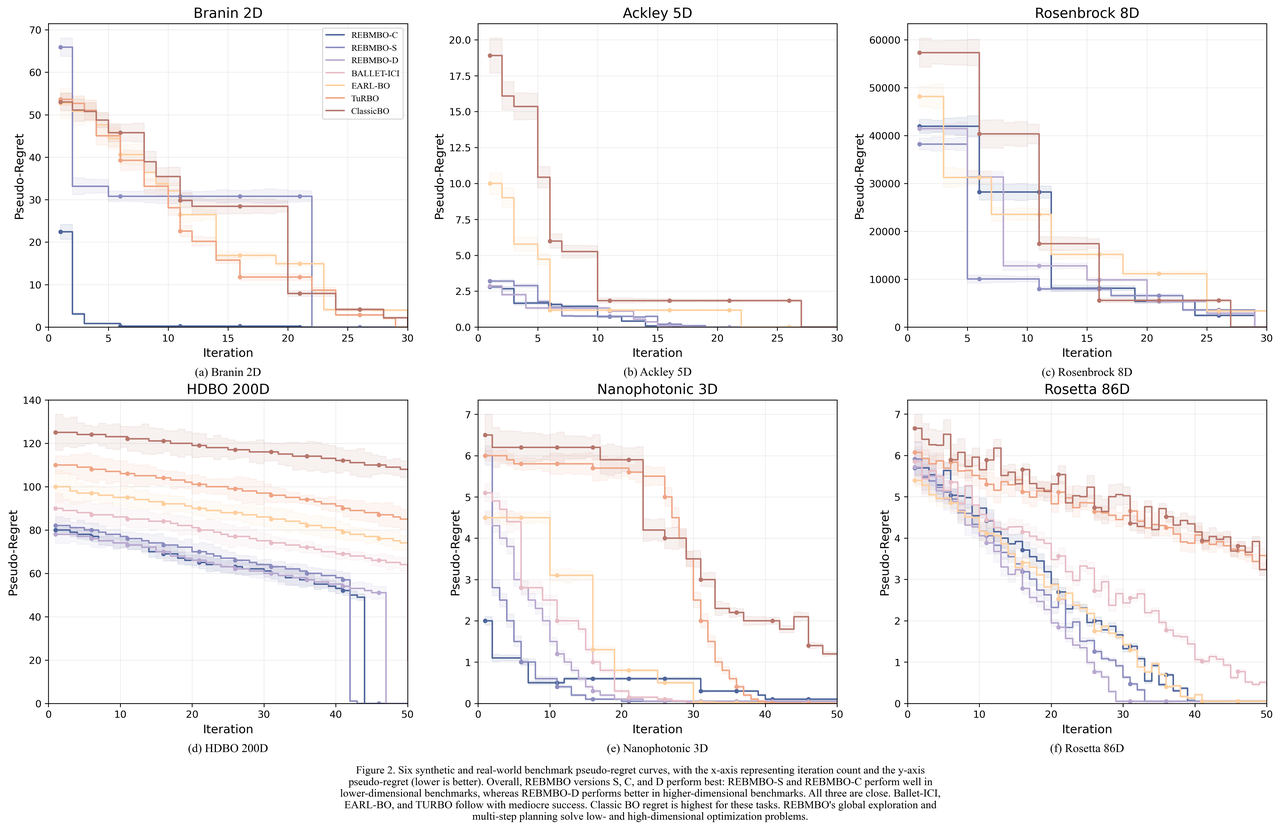 Branin 2D
Pseudo-Regret
70
60
50
40
30
20
10
0
0 5 10 15 20 25 30
Iteration
REBMBO-C
REBMBO-S
REBMBO-D
BALLET-ICI
EARL-BO
TuRBO
ClassicBO
(a) Branin 2D
Ackley 5D
Pseudo-Regret
20.0
17.5
15.0
12.5
10.0
7.5
5.0
2.5
0.0
0 5 10 15 20 25 30
Iteration
(b) Ackley 5D
Rosenbrock 8D
Pseudo-Regret
60000
50000
40000
30000
20000
10000
0
0 5 10 15 20 25 30
Iteration
(c) Rosenbrock 8D
HDBO 200D
Pseudo-Regret
140
120
100
80
60
40
20
0
0 10 20 30 40 50
Iteration
(d) HDBO 200D
Nanophotonic 3D
Pseudo-Regret
7
6
5
4
3
2
1
0
0 10 20 30 40 50
Iteration
(e) Nanophotonic 3D
Rosetta 86D
Pseudo-Regret
7
6
5
4
3
2
1
0
0 10 20 30 40 50
Iteration
(f) Rosetta 86D
Figure 2. Six synthetic and real-world benchmark pseudo-regret curves, with the x-axis representing iteration count and the y-axis
pseudo-regret (lower is better). Overall, REBMBO versions S, C, and D perform best: REBMBO-S and REBMBO-C perform well in
lower-dimensional benchmarks, whereas REBMBO-D performs better in higher-dimensional benchmarks. All three are close. Ballet-ICI,
EARL-BO, and TURBO follow with mediocre success. Classic BO regret is highest for these tasks. REBMBO's global exploration and
multi-step planning solve low- and high-dimensional optimization problems.